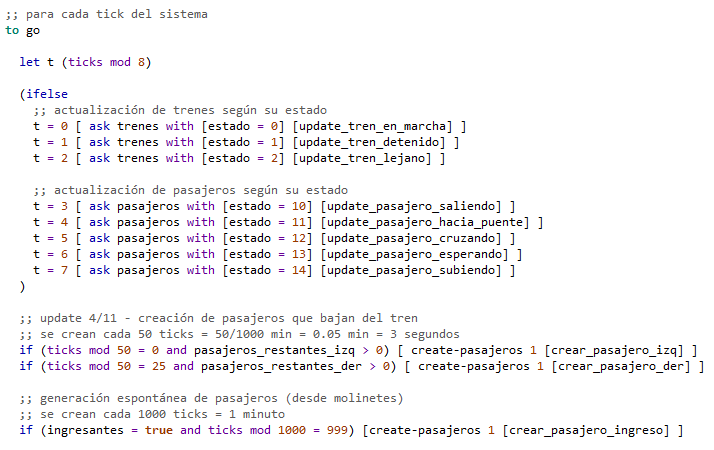 ;; para cada tick del sistema
to go
let t (ticks mod 8)
(ifelse
;; actualización de trenes según su estado
t = 0 [ ask trenes with [estado = 0] [update_tren_en_marcha] ]
t = 1 [ ask trenes with [estado = 1] [update_tren_detenido] ]
t = 2 [ ask trenes with [estado = 2] [update_tren_lejano] ]
;; actualización de pasajeros según su estado
t = 3 [ ask pasajeros with [estado = 10] [update_pasajero_saliendo] ]
t = 4 [ ask pasajeros with [estado = 11] [update_pasajero_hacia_puente] ]
t = 5 [ ask pasajeros with [estado = 12] [update_pasajero_cruzando] ]
t = 6 [ ask pasajeros with [estado = 13] [update_pasajero_esperando] ]
t = 7 [ ask pasajeros with [estado = 14] [update_pasajero_subiendo] ]
)
;; update 4/11 - creación de pasajeros que bajan del tren
;; se crean cada 50 ticks = 50/1000 min = 0.05 min = 3 segundos
if (ticks mod 50 = 0 and pasajeros_restantes_izq > 0) [ create-pasajeros 1 [crear_pasajero_izq] ]
if (ticks mod 50 = 25 and pasajeros_restantes_der > 0) [ create-pasajeros 1 [crear_pasajero_der] ]
;; generación espontánea de pasajeros (desde molinetes)
;; se crean cada 1000 ticks = 1 minuto
if (ingresantes = true and ticks mod 1000 = 999) [create-pasajeros 1 [crear_pasajero_ingreso] ]